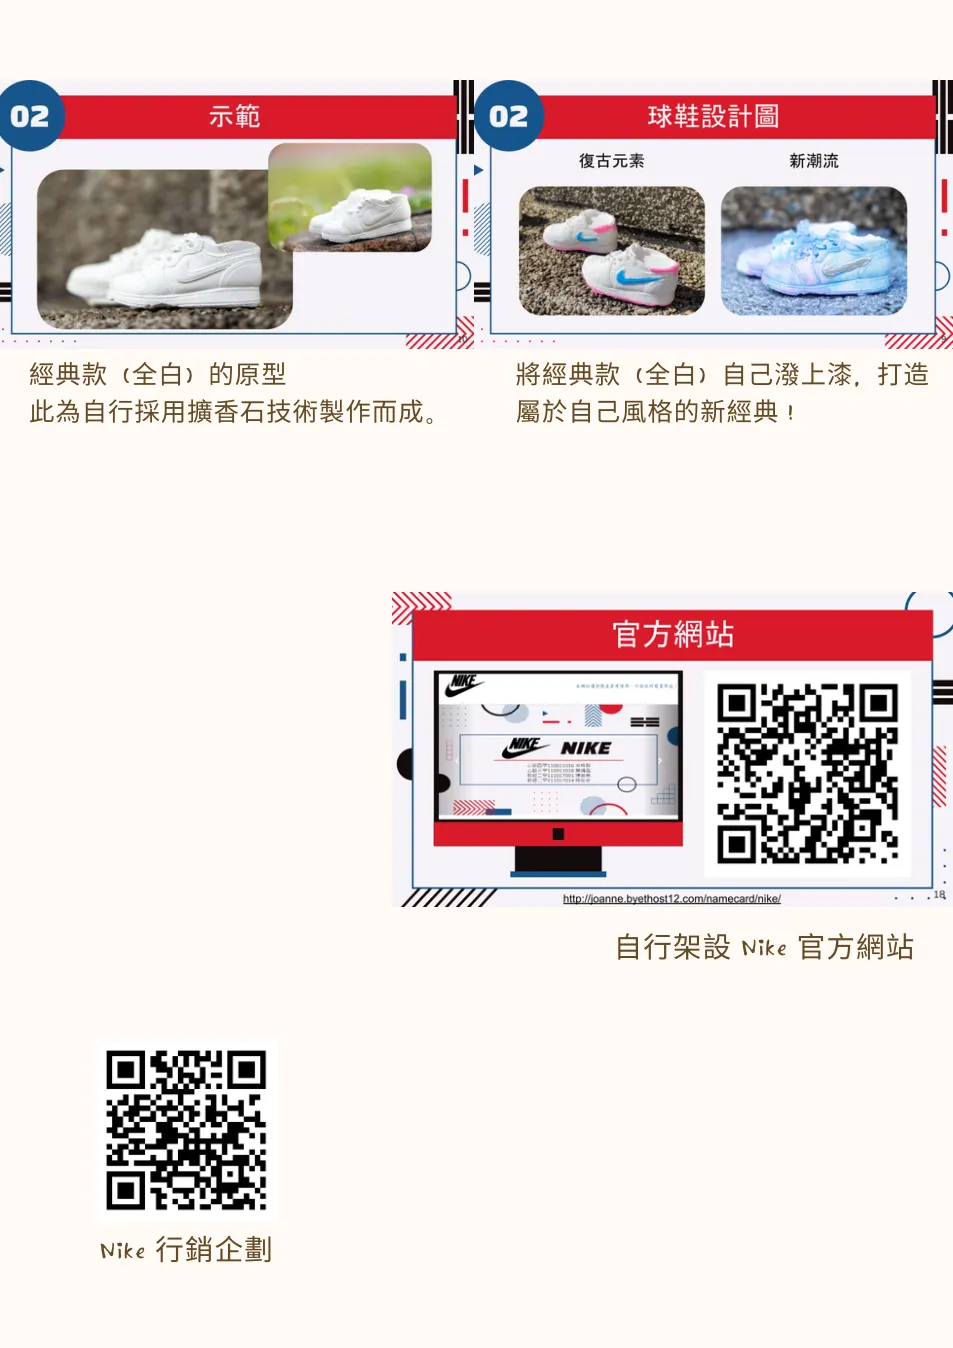 02
示範
10
經典款（全白）的原型
此為自行採用擴香石技術製作而成。
02
球鞋設計圖
復古元素
新潮流
9
將經典款（全白）自己潑上漆，打造
屬於自己風格的新經典！
官方網站
NIKE
NIKE
NIKE
http://joanne.byethost12.com/namecard/nike/
18
自行架設 Nike 官方網站
Nike 行銷企劃